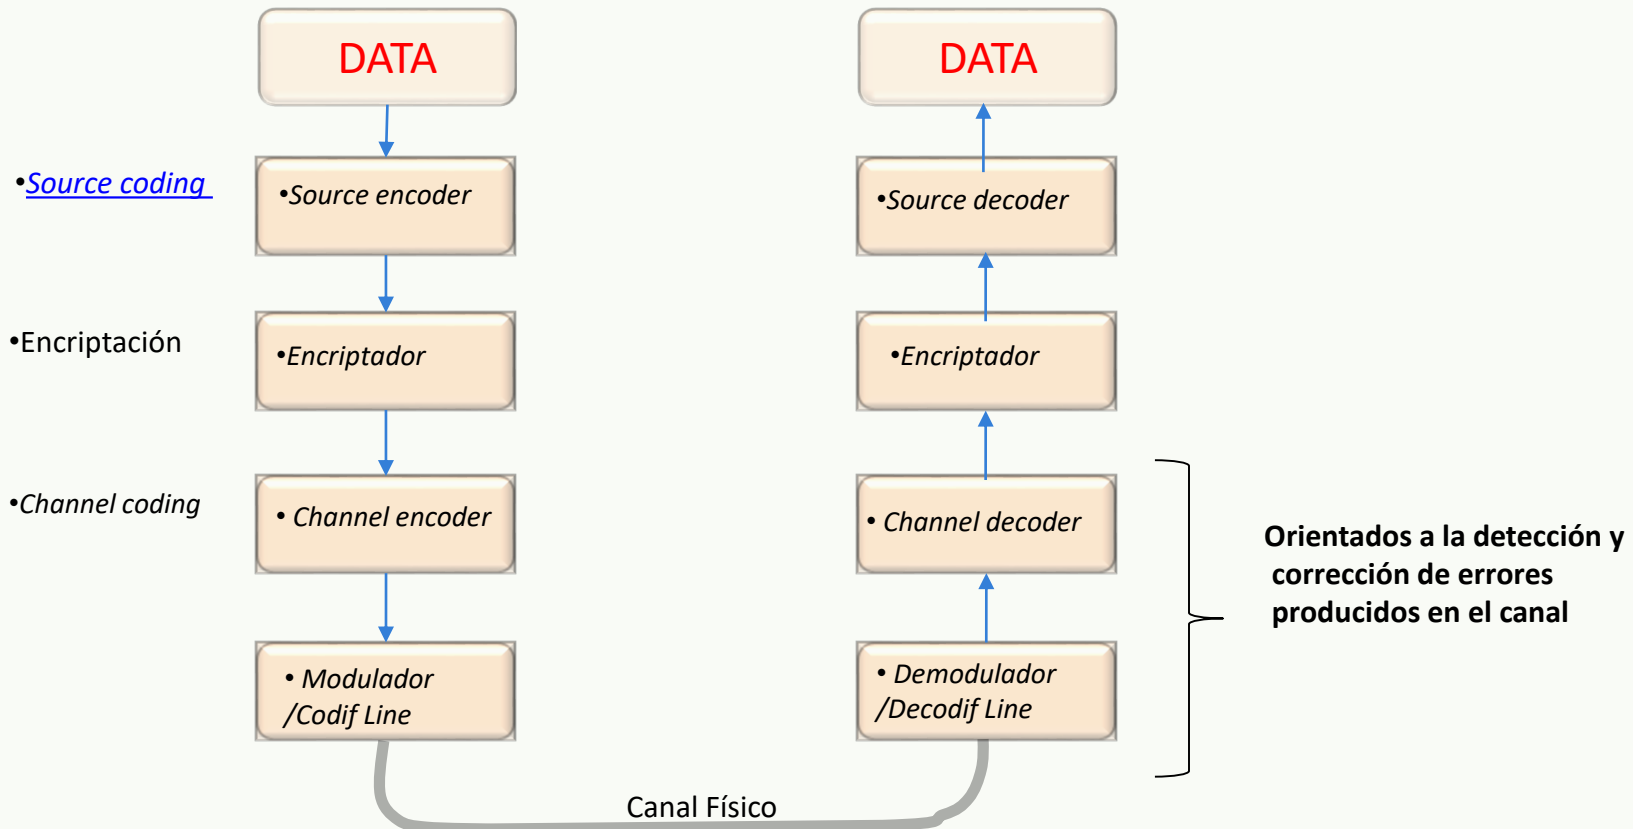 DATA
DATA
•Source coding
•Source encoder
•Source decoder
•Encriptación
•Encriptador
•Encriptador
•Channel coding
• Channel encoder
• Channel decoder
Orientados a la detección y
corrección de errores
producidos en el canal
• Modulador
/Codif Line
• Demodulador
/Decodif Line
Canal Físico